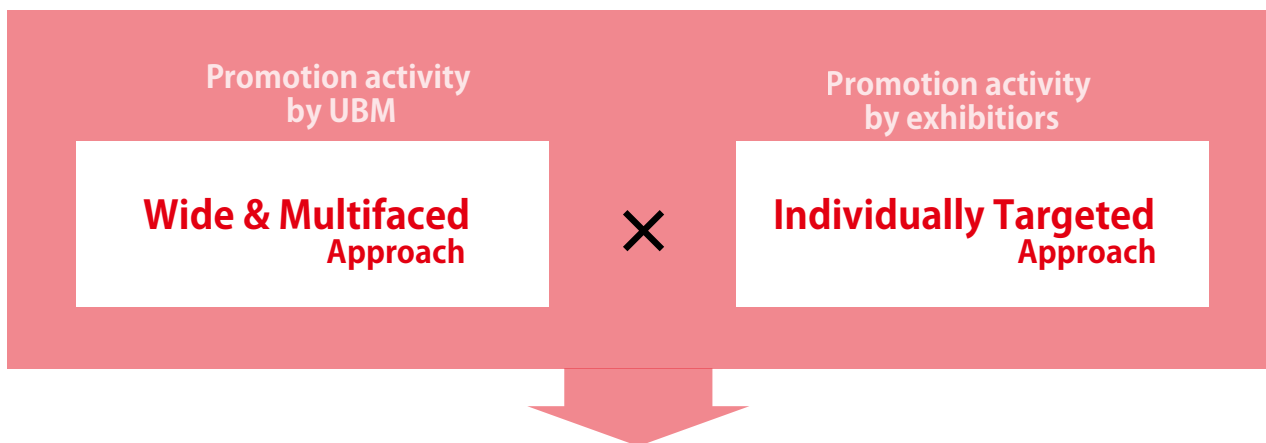 Promotion activity
by UBM
Wide & Multifaced
Approach
×
Promotion activity
by exhibitiors
Individually Targeted
Approach